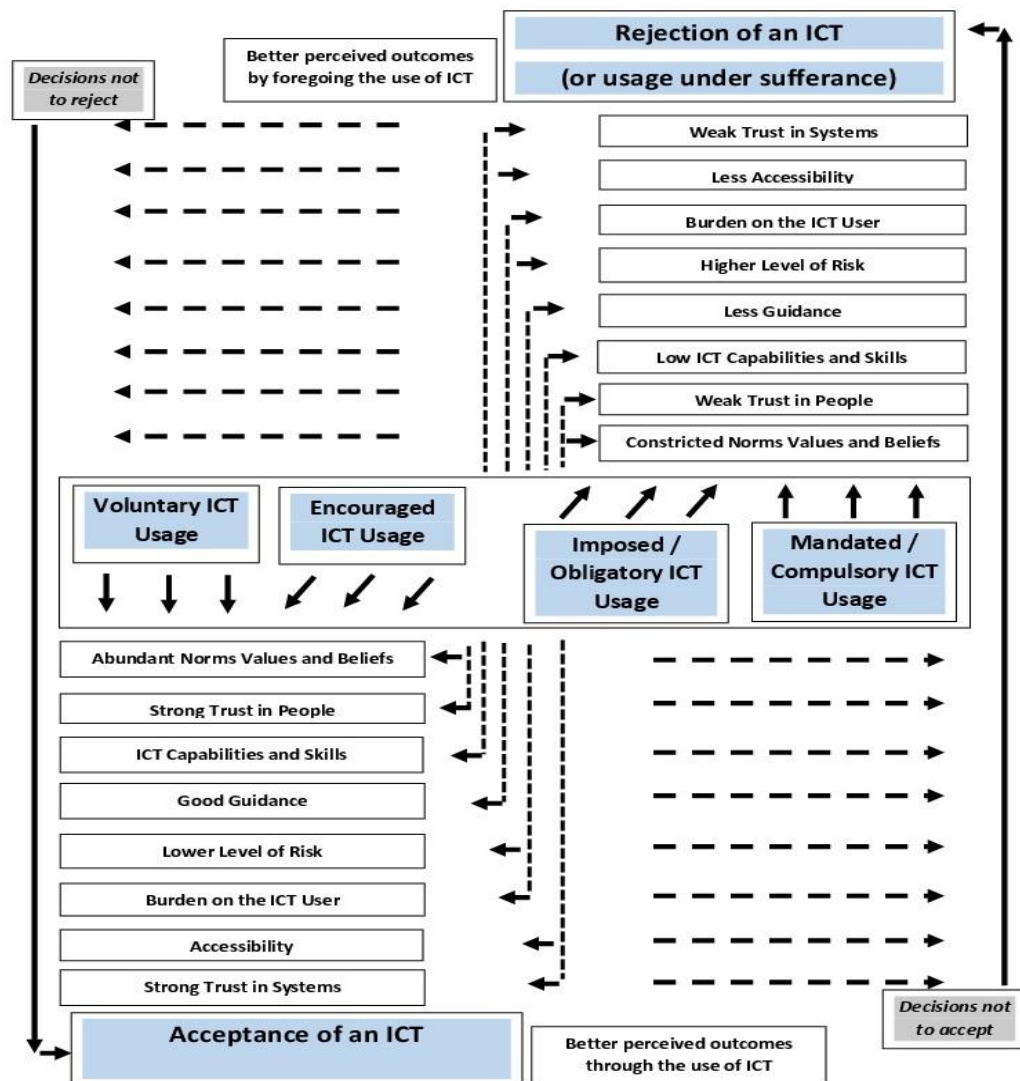 Rejection of an ICT
(or usage under sufferance)
Better perceived outcomes
by foregoing the use of ICT
Decisions not
to reject
Weak Trust in Systems
Less Accessibility
Burden on the ICT User
Higher Level of Risk
Less Guidance
Low ICT Capabilities and Skills
Weak Trust in People
Constricted Norms Values and Beliefs
Voluntary ICT
Usage
Encouraged
ICT Usage
Imposed /
Obligatory ICT
Usage
Mandated /
Compulsory ICT
Usage
Abundant Norms Values and Beliefs
Strong Trust in People
ICT Capabilities and Skills
Good Guidance
Lower Level of Risk
Burden on the ICT User
Accessibility
Strong Trust in Systems
Decisions not
to accept
Acceptance of an ICT
Better perceived outcomes
through the use of ICT